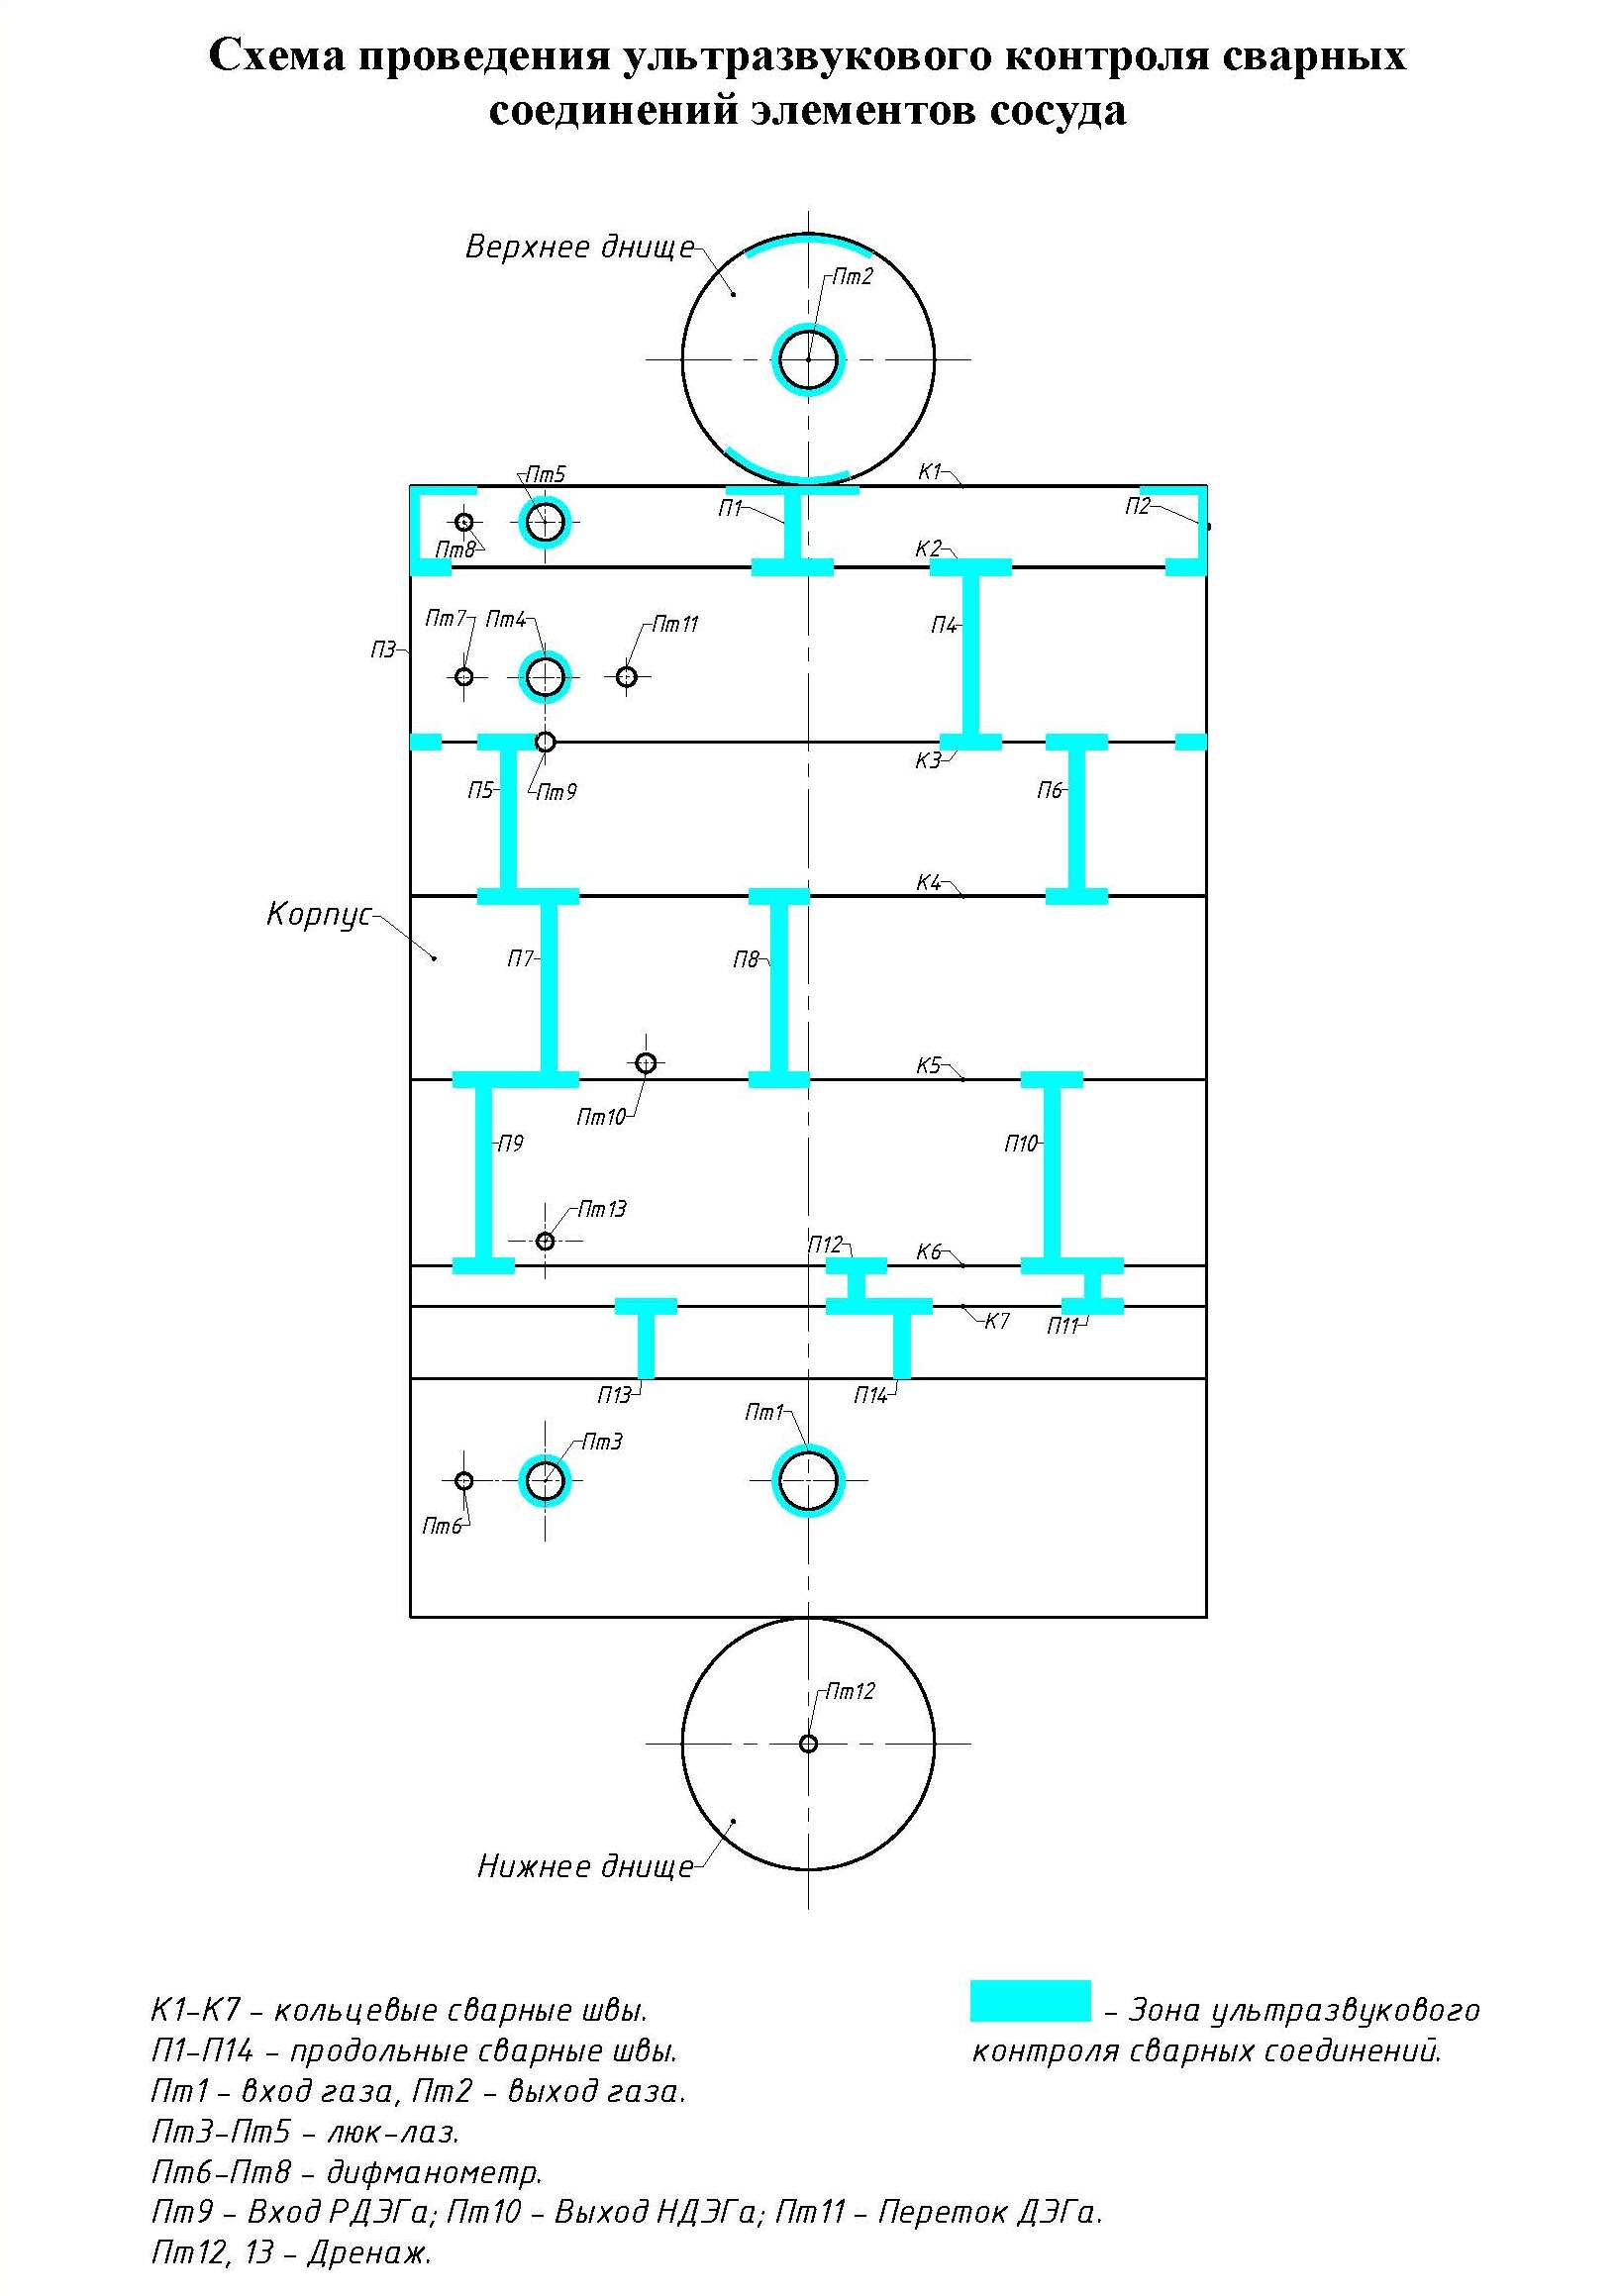 Схема проведения ультразвукового контроля сварных
соединений элементов сосуда
Верхнее днище
Пт2
Пт5
К1
П1
П2
Пт8
К2
Пт7
Пт4
Пт11
П4
П3
К3
П5
Пт9
П6
К4
Корпус
П7
П8
К5
Пт10
П9
П10
Пт13
П12
К6
К7
П11
П13
П14
Пт1
Пт3
Пт6
Пт12
Нижнее днище
К1-К7 - кольцевые сварные швы.
П1-П14 - продольные сварные швы.
Пт1 - вход газа, Пт2 - выход газа.
Пт3-Пт5 - люк-лаз.
Пт6-Пт8 - дифманометр.
Пт9 - Вход РДЭГа; Пт10 - Выход НДЭГа; Пт11 - Переток ДЭГа.
Пт12, 13 - Дренаж.
- Зона ультразвукового
контроля сварных соединений.